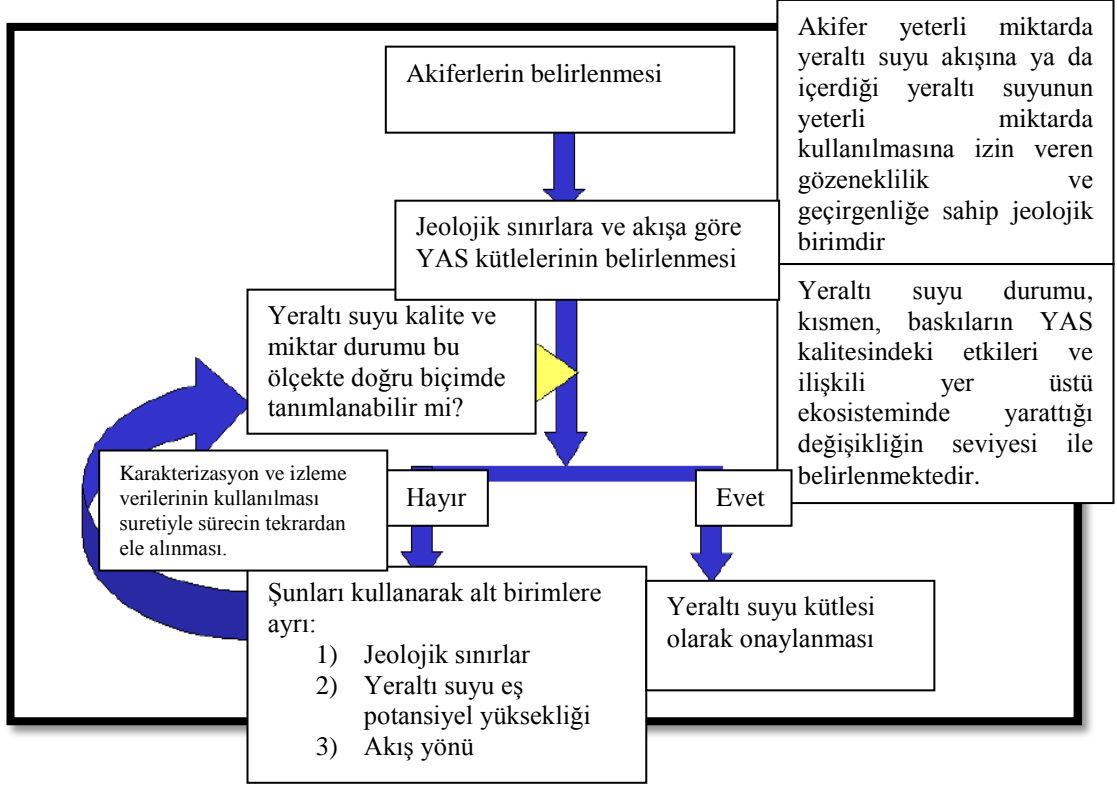 Akiferlerin belirlenmesi
Akifer yeterli miktarda
yeraltı suyu akışına ya da
içerdiği yeraltı suyunun
yeterli miktarda
kullanılmasına izin veren
gözeneklilik ve
geçirgenliğe sahip jeolojik
birimdir
Jeolojik sınırlara ve akışa göre
YAS kütlelerinin belirlenmesi
Yeraltı suyu durumu,
kısmen, baskıların YAS
kalitesindeki etkileri ve
ilişkili yer üstü
ekosisteminde yarattığı
değişikliğin seviyesi ile
belirlenmektedir.
Yeraltı suyu kalite ve
miktar durumu bu
ölçekte doğru biçimde
tanımlanabilir mi?
Karakterizasyon ve izleme
verilerinin kullanılması
suretiyle sürecin tekrardan
ele alınması.
Hayır
Evet
Şunları kullanarak alt birimlere
ayrı:
1) Jeolojik sınırlar
2) Yeraltı suyu eş
potansiyel yüksekliği
3) Akış yönü
Yeraltı suyu kütlesi
olarak onaylanması